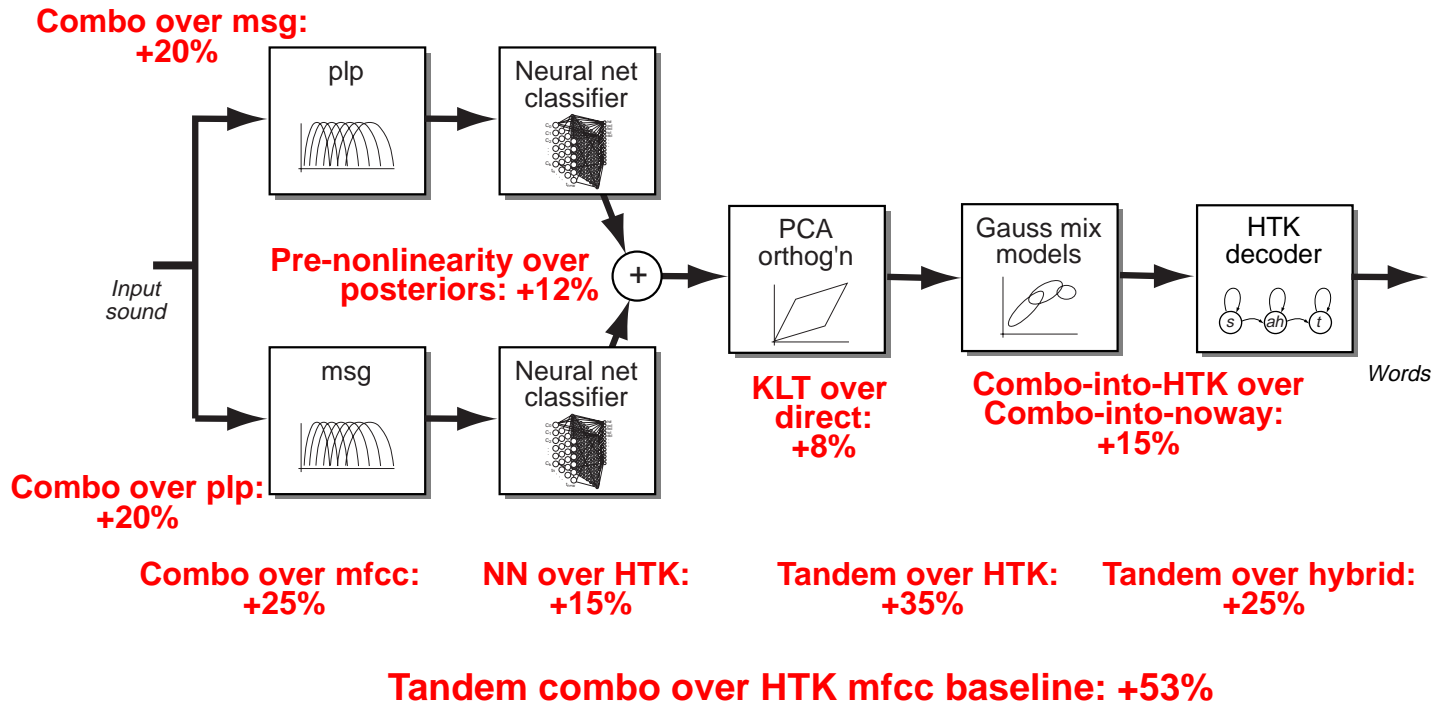 Combo over msg:
+20%
plp
Neural net
classifier
Pre-nonlinearity over
posteriors: +12%
+
Input
sound
PCA
orthog'n
Gauss mix
models
HTK
decoder
s ah t
Words
msg
Neural net
classifier
KLT over
direct:
+8%
Combo-into-HTK over
Combo-into-noway:
+15%
Combo over plp:
+20%
Combo over mfcc:
+25%
NN over HTK:
+15%
Tandem over HTK:
+35%
Tandem over hybrid:
+25%
Tandem combo over HTK mfcc baseline: +53%